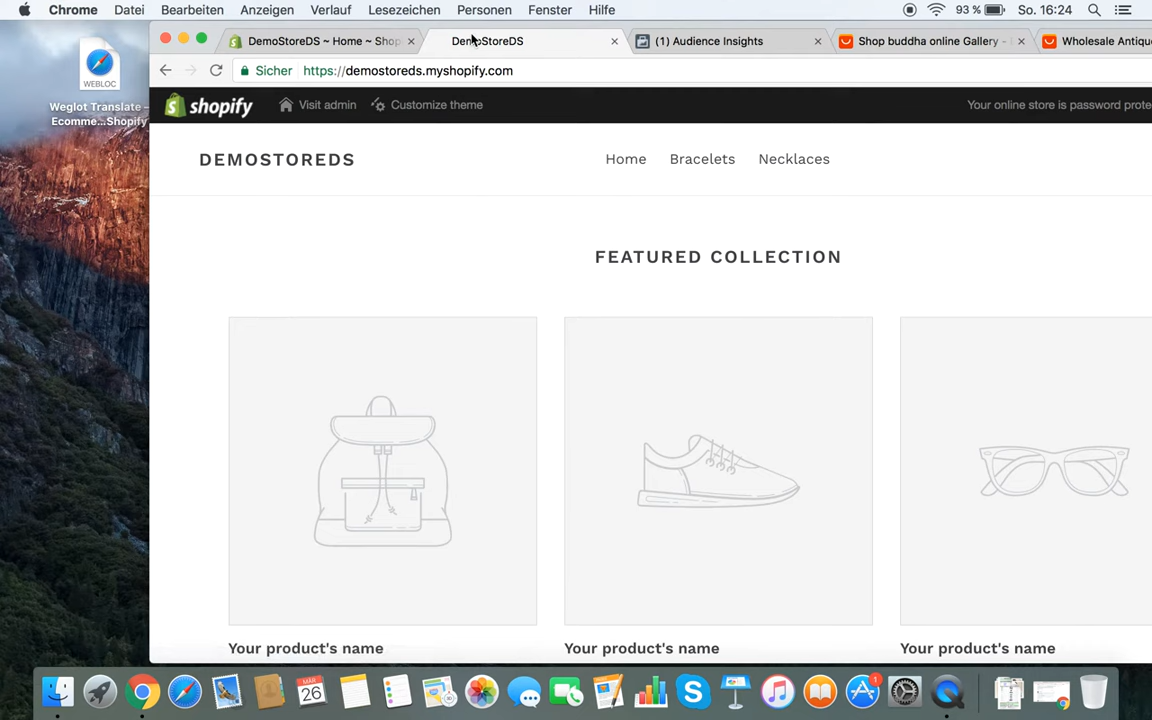 Chrome Datei Bearbeiten Anzeigen Verlauf Lesezeichen Personen Fenster Hilfe 93 % So. 16:24
DemoStoreDS ~ Home ~ Shop DemoStoreDS (1) Audience Insights Shop buddha online Gallery - Wholesale Antiqu
Sicher https://demostoreds.myshopify.com
WEBLOC
Weglot Translate –
Ecomme...Shopify
shopify Visit admin Customize theme Your online store is password prote
DEMOSTOREDS Home Bracelets Necklaces
FEATURED COLLECTION
Your product's name Your product's name Your product's name
MAR
26
1